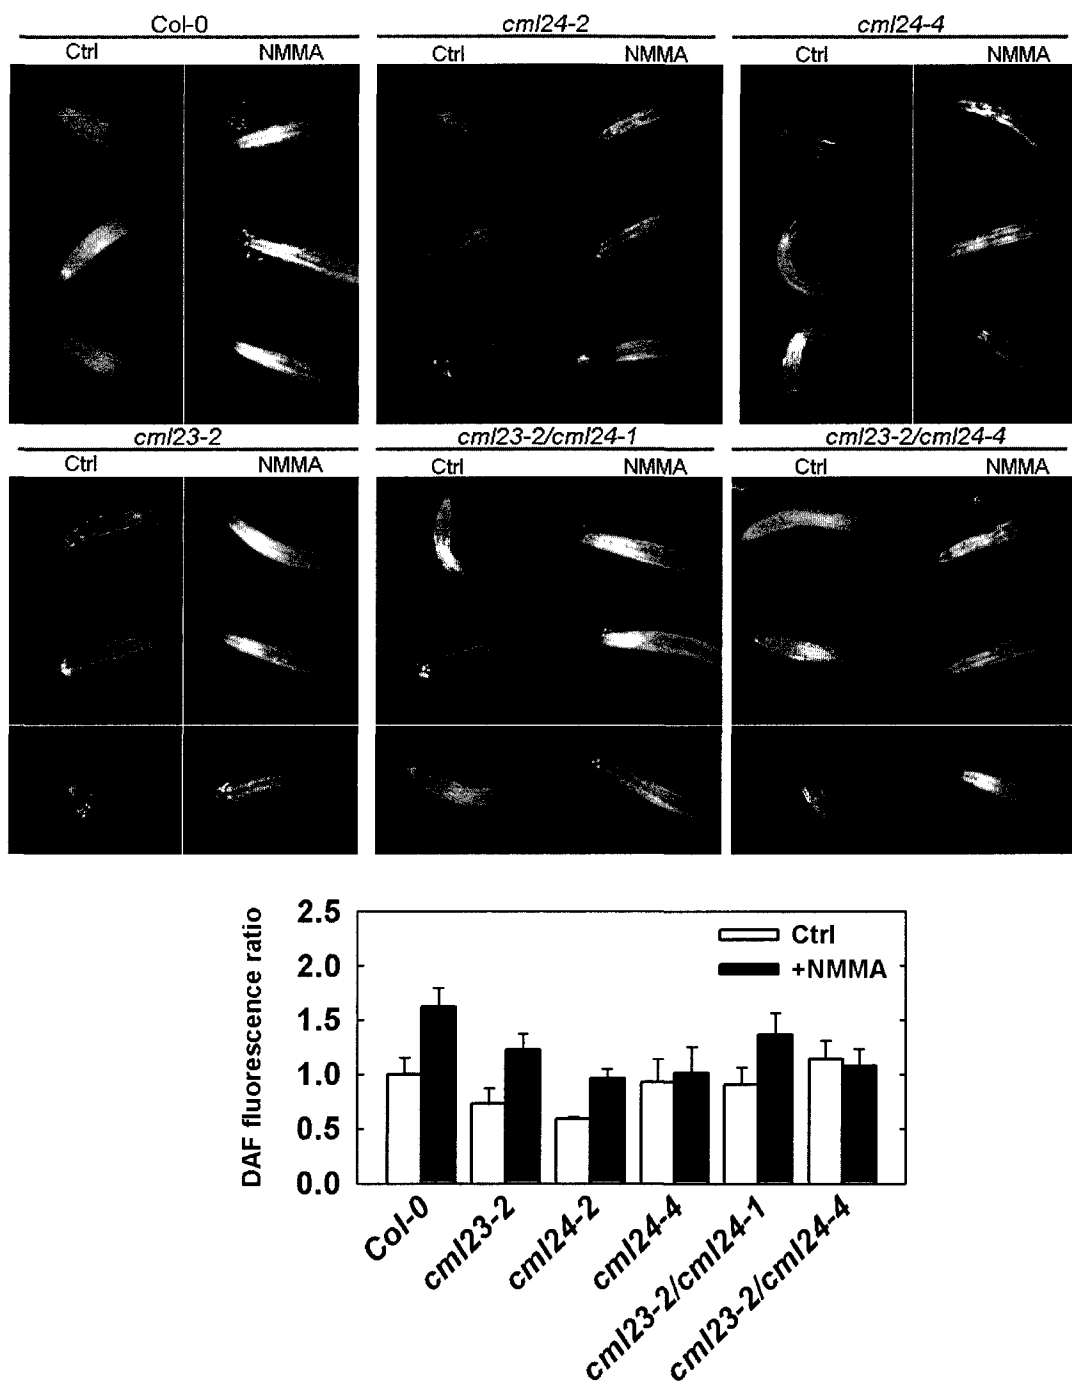 Col-0 cml24-2 cml24-4
Ctrl NMMA Ctrl NMMA Ctrl NMMA
cml23-2 cml23-2/cml24-1 cml23-2/cml24-4
Ctrl NMMA Ctrl NMMA Ctrl NMMA
DAF fluorescence ratio
2.5
2.0
1.5
1.0
0.5
0.0
Ctrl
+NMMA
Col-0
cml23-2
cml24-2
cml24-4
cml23-2/cml24-1
cml23-2/cml24-4